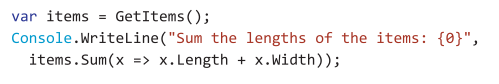 var items = GetItems();
Console.WriteLine("Sum the lengths of the items: {0}",
items.Sum(x => x.Length + x.Width));